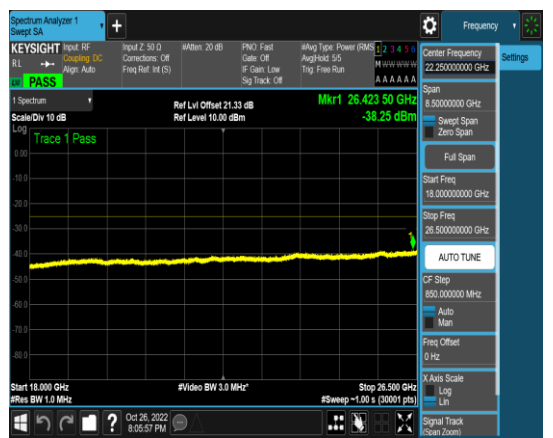 Spectrum Analyzer 1
Swept SA
+
Frequency
KEYSIGHT
RL
PASS
Input: RF
Coupling: DC
Align: Auto
Input Z: 50 Ω
Corrections: Off
Freq Ref: Int (S)
#Atten: 20 dB
PNO: Fast
Gate: Off
IF Gain: Low
Sig Track: Off
#Avg Type: Power (RMS
Avg|Hold: 5/5
Trig: Free Run
1 2 3 4 5 6
M W W W W W
A A A A A A
1 Spectrum
Scale/Div 10 dB
Log
Ref Lvl Offset 21.33 dB
Ref Level 10.00 dBm
Mkr1 26.423 50 GHz
-38.25 dBm
Trace 1 Pass
0.00
-10.0
-20.0
-30.0
-40.0
-50.0
-60.0
-70.0
-80.0
1
Start 18.000 GHz
#Res BW 1.0 MHz
#Video BW 3.0 MHz*
Stop 26.500 GHz
#Sweep ~1.00 s (30001 pts)
Oct 26, 2022
8:05:57 PM
?
Center Frequency
22.250000000 GHz
Settings
Span
8.50000000 GHz
Swept Span
Zero Span
Full Span
Start Freq
18.000000000 GHz
Stop Freq
26.500000000 GHz
AUTO TUNE
CF Step
850.000000 MHz
Auto
Man
Freq Offset
0 Hz
X Axis Scale
Log
Lin
Signal Track
(Span Zoom)